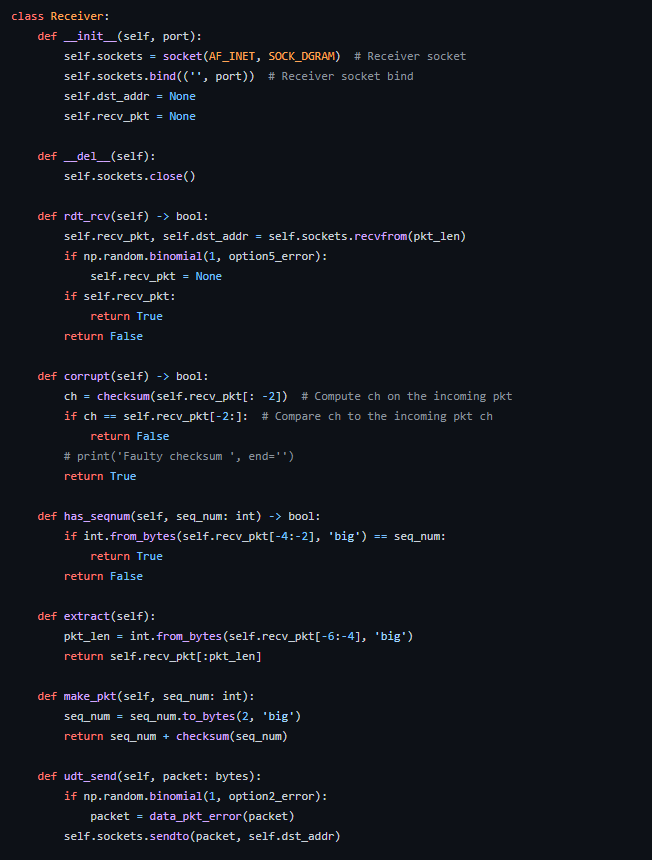 class Receiver:
    def __init__(self, port):
        self.sockets = socket(AF_INET, SOCK_DGRAM)  # Receiver socket
        self.sockets.bind(('', port))  # Receiver socket bind
        self.dst_addr = None
        self.recv_pkt = None

    def __del__(self):
        self.sockets.close()

    def rdt_rcv(self) -> bool:
        self.recv_pkt, self.dst_addr = self.sockets.recvfrom(pkt_len)
        if np.random.binomial(1, option5_error):
            self.recv_pkt = None
        if self.recv_pkt:
            return True
        return False

    def corrupt(self) -> bool:
        ch = checksum(self.recv_pkt[: -2])  # Compute ch on the incoming pkt
        if ch == self.recv_pkt[-2:]:  # Compare ch to the incoming pkt ch
            return False
        # print('Faulty checksum ', end='')
        return True

    def has_seqnum(self, seq_num: int) -> bool:
        if int.from_bytes(self.recv_pkt[-4:-2], 'big') == seq_num:
            return True
        return False

    def extract(self):
        pkt_len = int.from_bytes(self.recv_pkt[-6:-4], 'big')
        return self.recv_pkt[:pkt_len]

    def make_pkt(self, seq_num: int):
        seq_num = seq_num.to_bytes(2, 'big')
        return seq_num + checksum(seq_num)

    def udt_send(self, packet: bytes):
        if np.random.binomial(1, option2_error):
            packet = data_pkt_error(packet)
        self.sockets.sendto(packet, self.dst_addr)